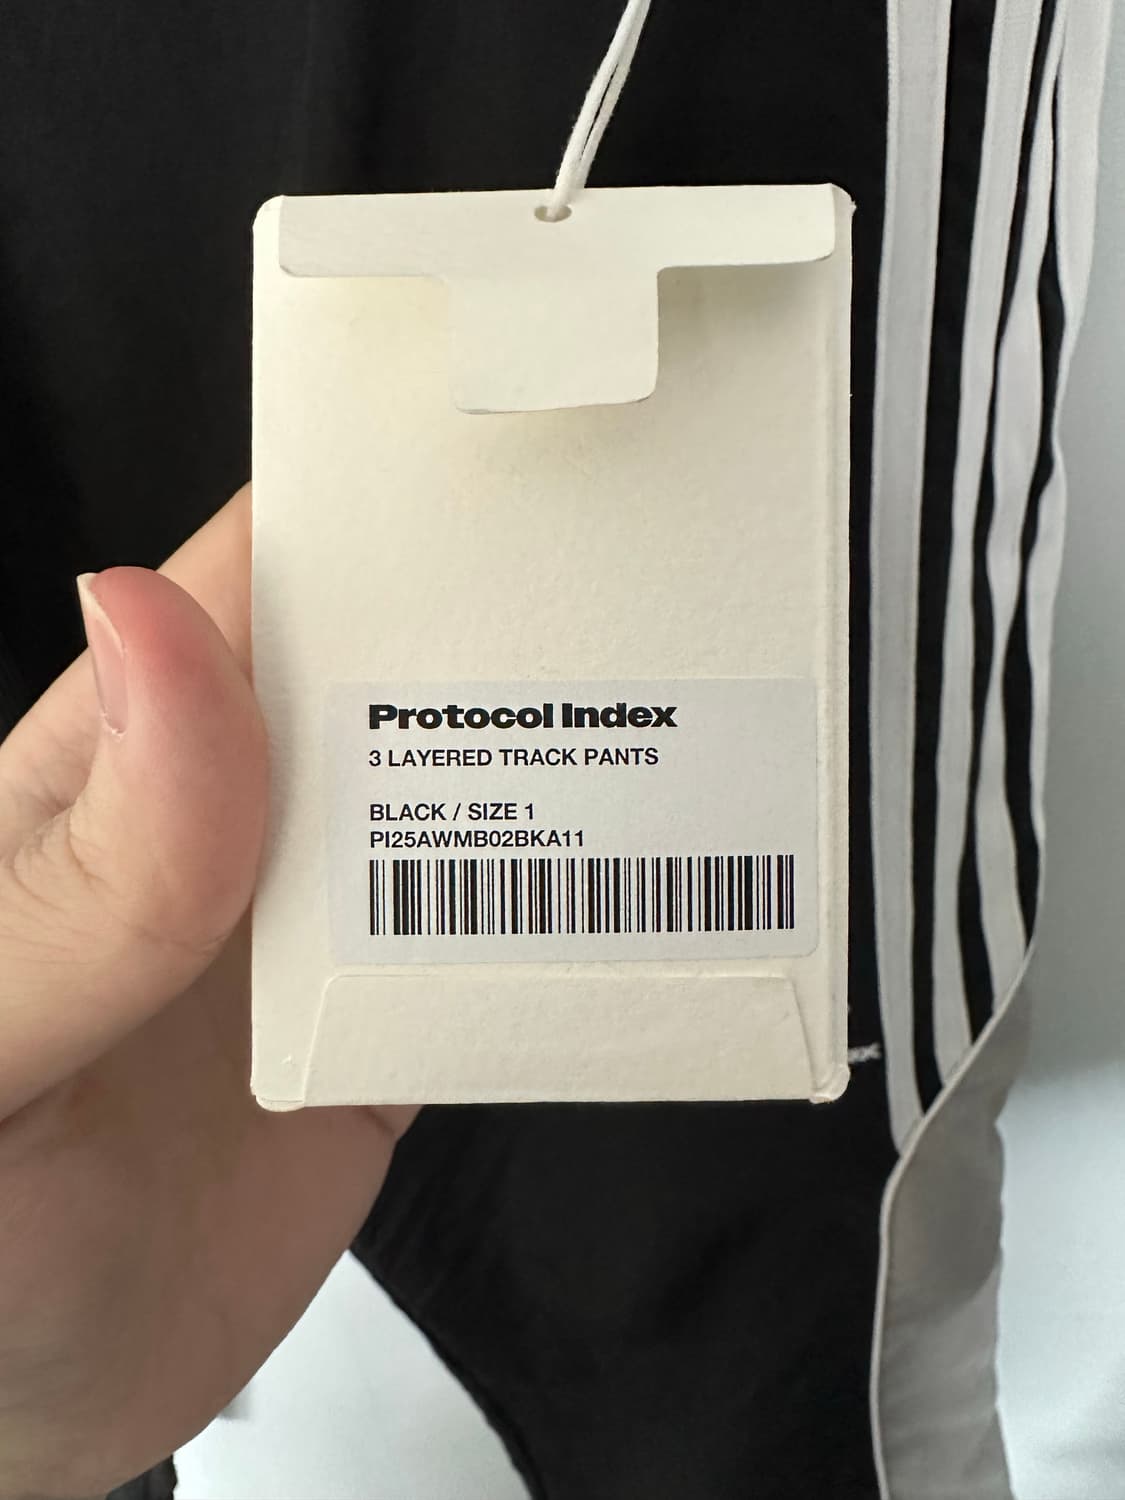 Protocol Index
3 LAYERED TRACK PANTS
BLACK / SIZE 1
PI25AWMB02BKA11